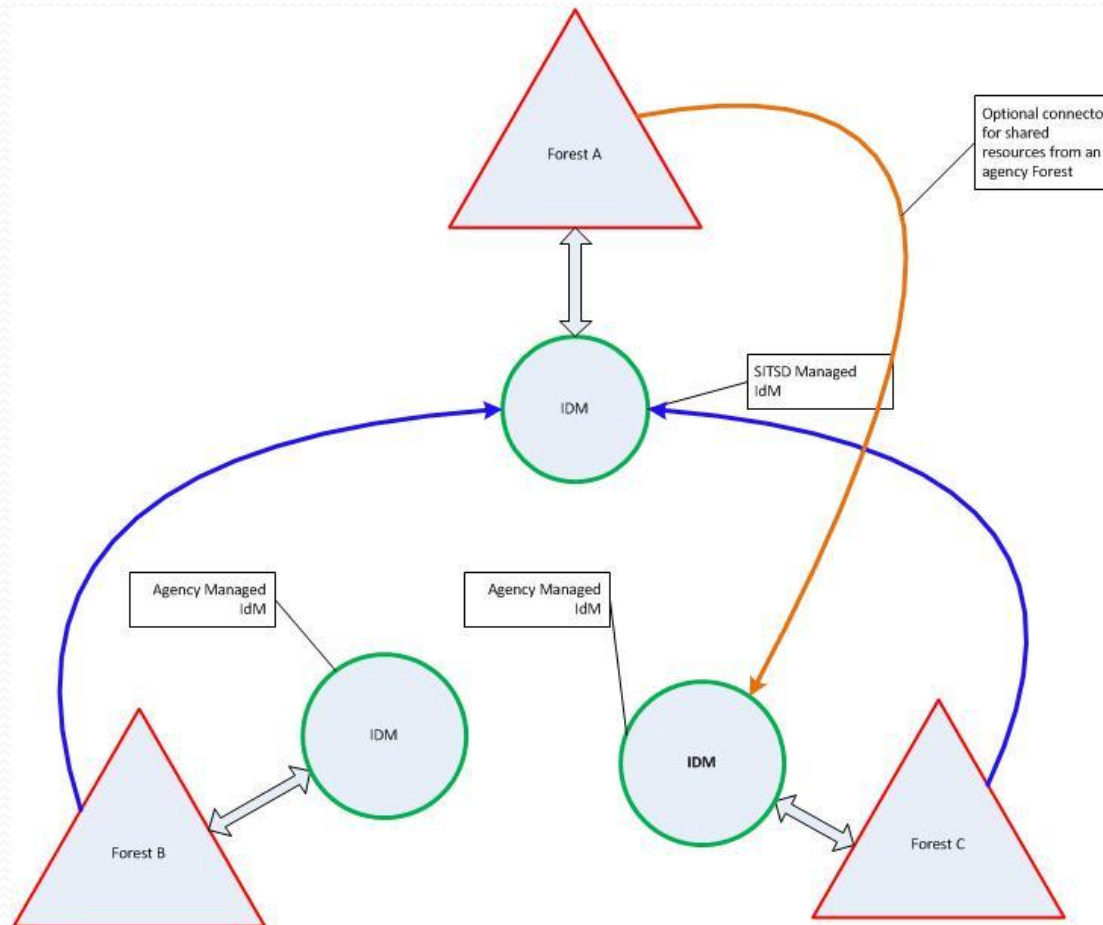 Forest A
Optional connecto
for shared
resources from an
agency Forest
IDM
SITSD Managed
IdM
Agency Managed
IdM
Agency Managed
IdM
IDM
IDM
Forest B
Forest C